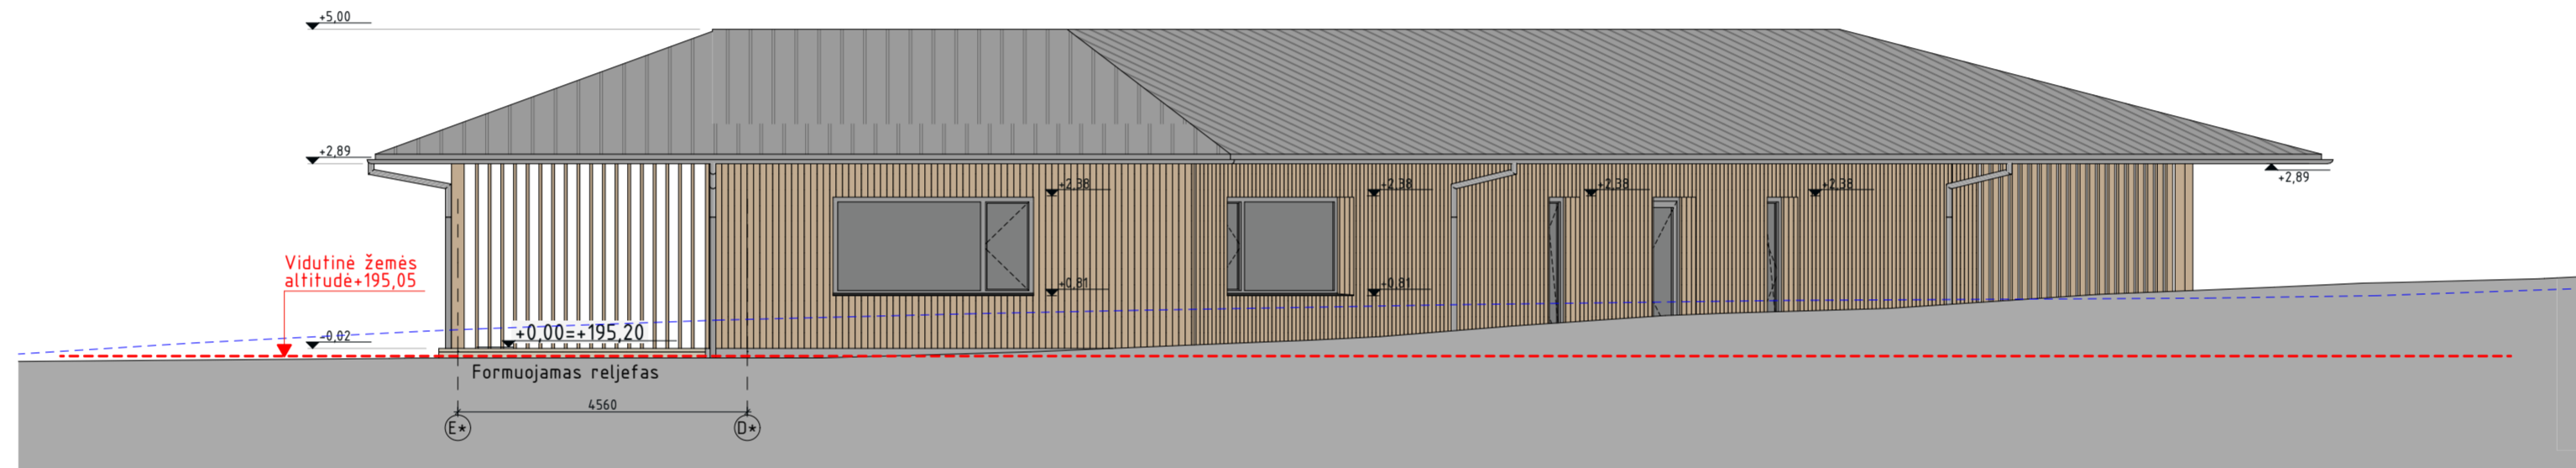 +5,00
+2,89
+2,89
+2,38
+2,38
+2,38
+2,38
Vidutinė žemės
altitudė+195,05
+0,81
+0,81
-0,02
+0,00=+195,20
Formuojamas reljefas
4560
E*
D*